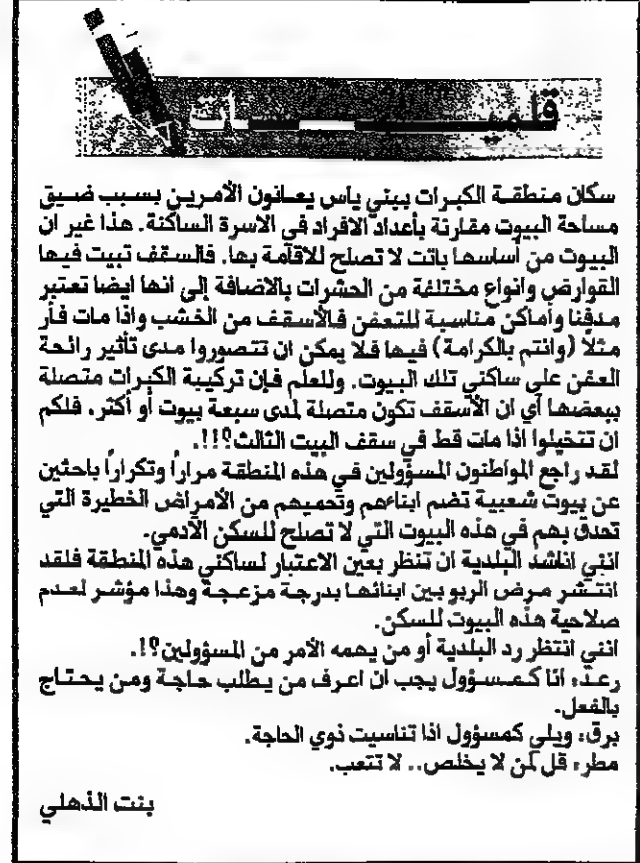 سكان منطقة الكبرات ببني ياس يعانون الأمرين بسبب ضيق
مساحة البيوت مقارنة بأعداد الافراد في الاسرة الساكنة. هذا غير ان
البيوت من أساسها باتت لا تصلح للاقامة بها. فالسقف تبيت فيها
القوارض وانواع مختلفة من الحشرات بالاضافة إلى انها ايضا تعتبر
مدفنا وأماكن مناسبة للتعفن فالأسقف من الخشب واذا مات فأر
مثلاً (وانتم بالكرامة) فيها فلا يمكن ان تتصوروا مدى تأثير رائحة
العفن على ساكني تلك البيوت. وللعلم فإن تركيبة الكبرات متصلة
ببعضها أي ان الأسقف تكون متصلة لمدى سبعة بيوت أو أكثر. فلكم
ان تتخيلوا اذا مات قط في سقف البيت الثالث؟!!.
لقد راجع المواطنون المسؤولين في هذه المنطقة مراراً وتكراراً باحثين
عن بيوت شعبية تضم ابناءهم وتحميهم من الأمراض الخطيرة التي
تحدق بهم في هذه البيوت التي لا تصلح للسكن الآدمي.
انني اناشد البلدية ان تنظر بعين الاعتبار لساكني هذه المنطقة فلقد
انتشر مرض الربو بين ابنائها بدرجة مزعجة وهذا مؤشر لعدم
صلاحية هذه البيوت للسكن.
انني انتظر رد البلدية أو من يهمه الأمر من المسؤولين؟!.
رعد، انا كمسؤول يجب ان اعرف من يطلب حاجة ومن يحتاج
بالفعل.
برق، ويلي كمسؤول اذا تناسيت ذوي الحاجة.
مطر، قل لمن لا يخلص.. لا تتعب.
بنت الذهلي